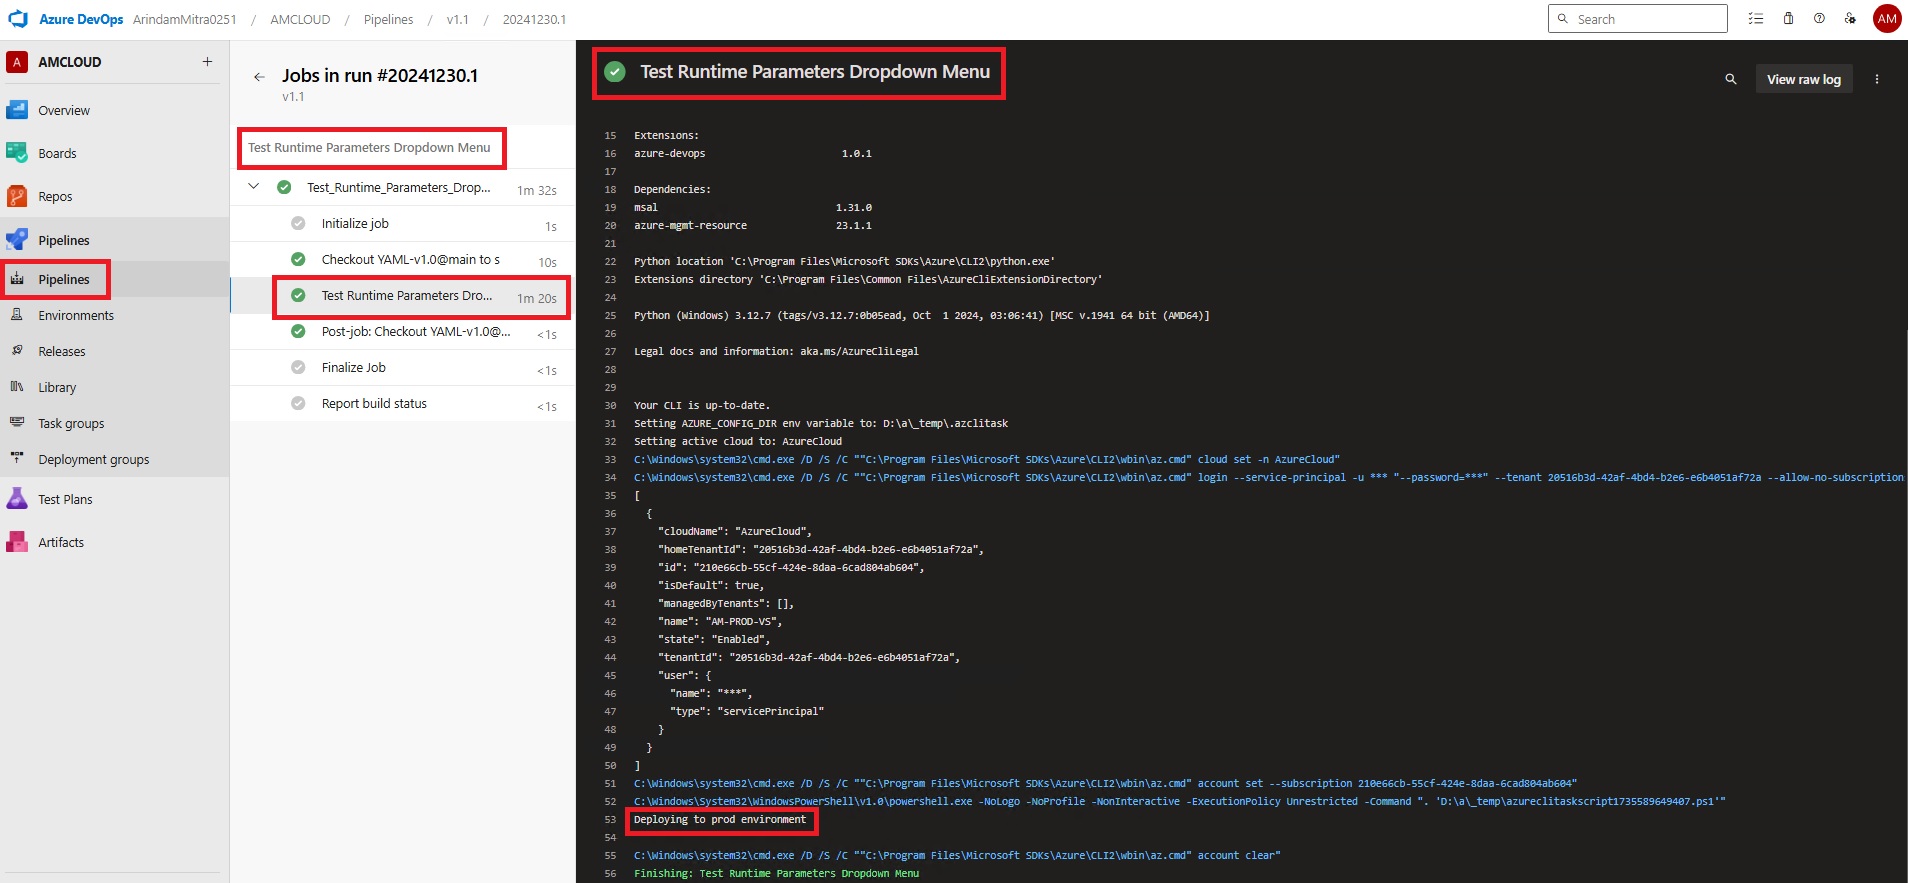 Azure DevOps ArindamMitra0251 / AMCLOUD / Pipelines / v1.1 / 20241230.1
Search
AM
A AMCLOUD +
Overview
Boards
Repos
Pipelines
Pipelines
Environments
Releases
Library
Task groups
Deployment groups
Test Plans
Artifacts
Jobs in run #20241230.1
v1.1
Test Runtime Parameters Dropdown Menu
Test_Runtime_Parameters_Drop... 1m 32s
Initialize job 1s
Checkout YAML-v1.0@main to s 10s
Test Runtime Parameters Dro... 1m 20s
Post-job: Checkout YAML-v1.0@... <1s
Finalize Job <1s
Report build status <1s
Test Runtime Parameters Dropdown Menu
View raw log
15 Extensions:
16 azure-devops 1.0.1
17
18 Dependencies:
19 msal 1.31.0
20 azure-mgmt-resource 23.1.1
21
22 Python location 'C:\Program Files\Microsoft SDKs\Azure\CLI2\python.exe'
23 Extensions directory 'C:\Program Files\Common Files\AzureCliExtensionDirectory'
24
25 Python (Windows) 3.12.7 (tags/v3.12.7:0b05ead, Oct 1 2024, 03:06:41) [MSC v.1941 64 bit (AMD64)]
26
27 Legal docs and information: aka.ms/AzureCliLegal
28
29
30 Your CLI is up-to-date.
31 Setting AZURE_CONFIG_DIR env variable to: D:\a\_temp\.azclitask
32 Setting active cloud to: AzureCloud
33 C:\Windows\system32\cmd.exe /D /S /C ""C:\Program Files\Microsoft SDKs\Azure\CLI2\wbin\az.cmd" cloud set -n AzureCloud"
34 C:\Windows\system32\cmd.exe /D /S /C ""C:\Program Files\Microsoft SDKs\Azure\CLI2\wbin\az.cmd" login --service-principal -u *** "--password=***" --tenant 20516b3d-42af-4bd4-b2e6-e6b4051af72a --allow-no-subscription
35 [
36 {
37 "cloudName": "AzureCloud",
38 "homeTenantId": "20516b3d-42af-4bd4-b2e6-e6b4051af72a",
39 "id": "210e66cb-55cf-424e-8daa-6cad804ab604",
40 "isDefault": true,
41 "managedByTenants": [],
42 "name": "AM-PROD-VS",
43 "state": "Enabled",
44 "tenantId": "20516b3d-42af-4bd4-b2e6-e6b4051af72a",
45 "user": {
46 "name": "***",
47 "type": "servicePrincipal"
48 }
49 }
50 ]
51 C:\Windows\system32\cmd.exe /D /S /C ""C:\Program Files\Microsoft SDKs\Azure\CLI2\wbin\az.cmd" account set --subscription 210e66cb-55cf-424e-8daa-6cad804ab604"
52 C:\Windows\System32\WindowsPowerShell\v1.0\powershell.exe -NoLogo -NoProfile -NonInteractive -ExecutionPolicy Unrestricted -Command ". 'D:\a\_temp\azureclitaskscript1735589649407.ps1'"
53 Deploying to prod environment
54
55 C:\Windows\system32\cmd.exe /D /S /C ""C:\Program Files\Microsoft SDKs\Azure\CLI2\wbin\az.cmd" account clear"
56 Finishing: Test Runtime Parameters Dropdown Menu